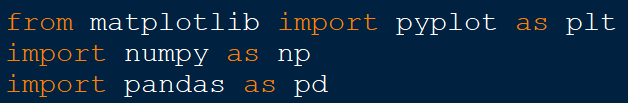 from matplotlib import pyplot as plt
import numpy as np
import pandas as pd